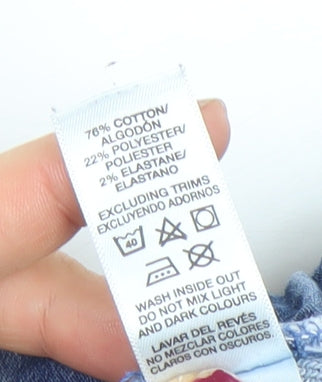 76% COTTON/
ALGODÓN
22% POLYESTER/
POLIESTER
2% ELASTANE/
ELASTANO
EXCLUDING TRIMS
EXCLUYENDO ADORNOS
40
WASH INSIDE OUT
DO NOT MIX LIGHT
AND DARK COLOURS
LAVAR DEL REVÉS
NO MEZCLAR COLORES
CLAROS CON OSCUROS.